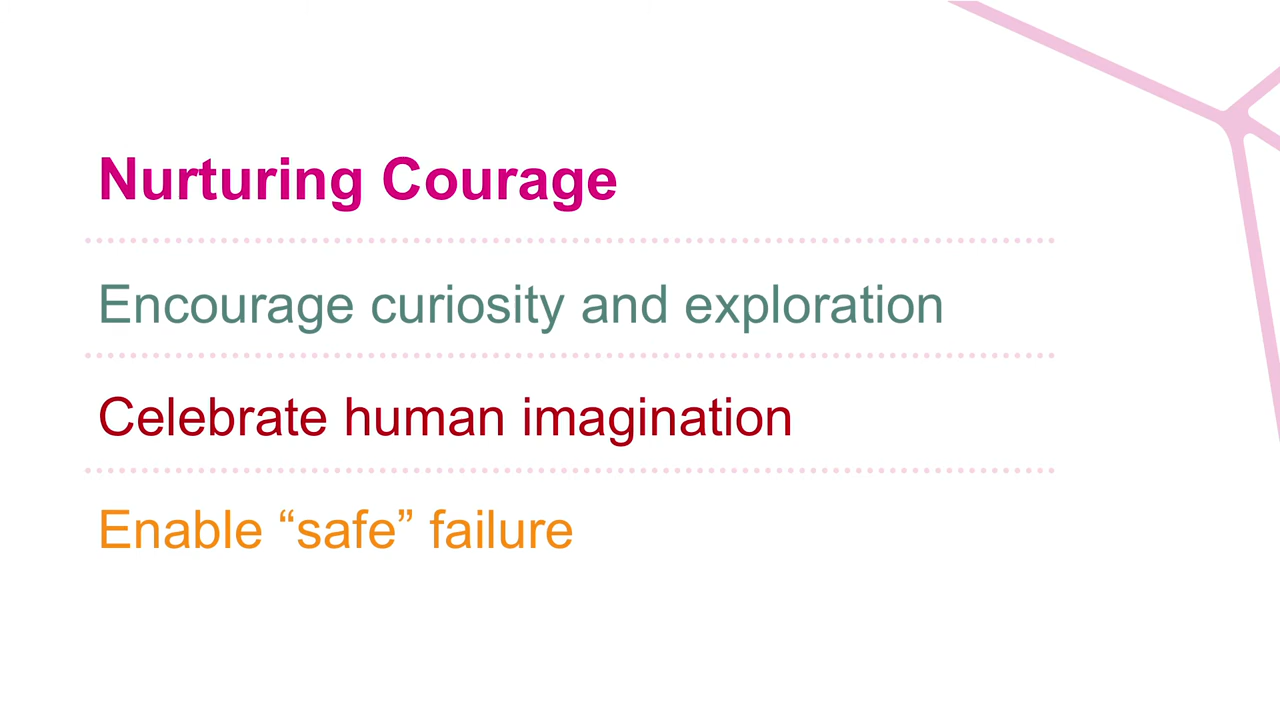 Nurturing Courage
Encourage curiosity and exploration
Celebrate human imagination
Enable “safe” failure